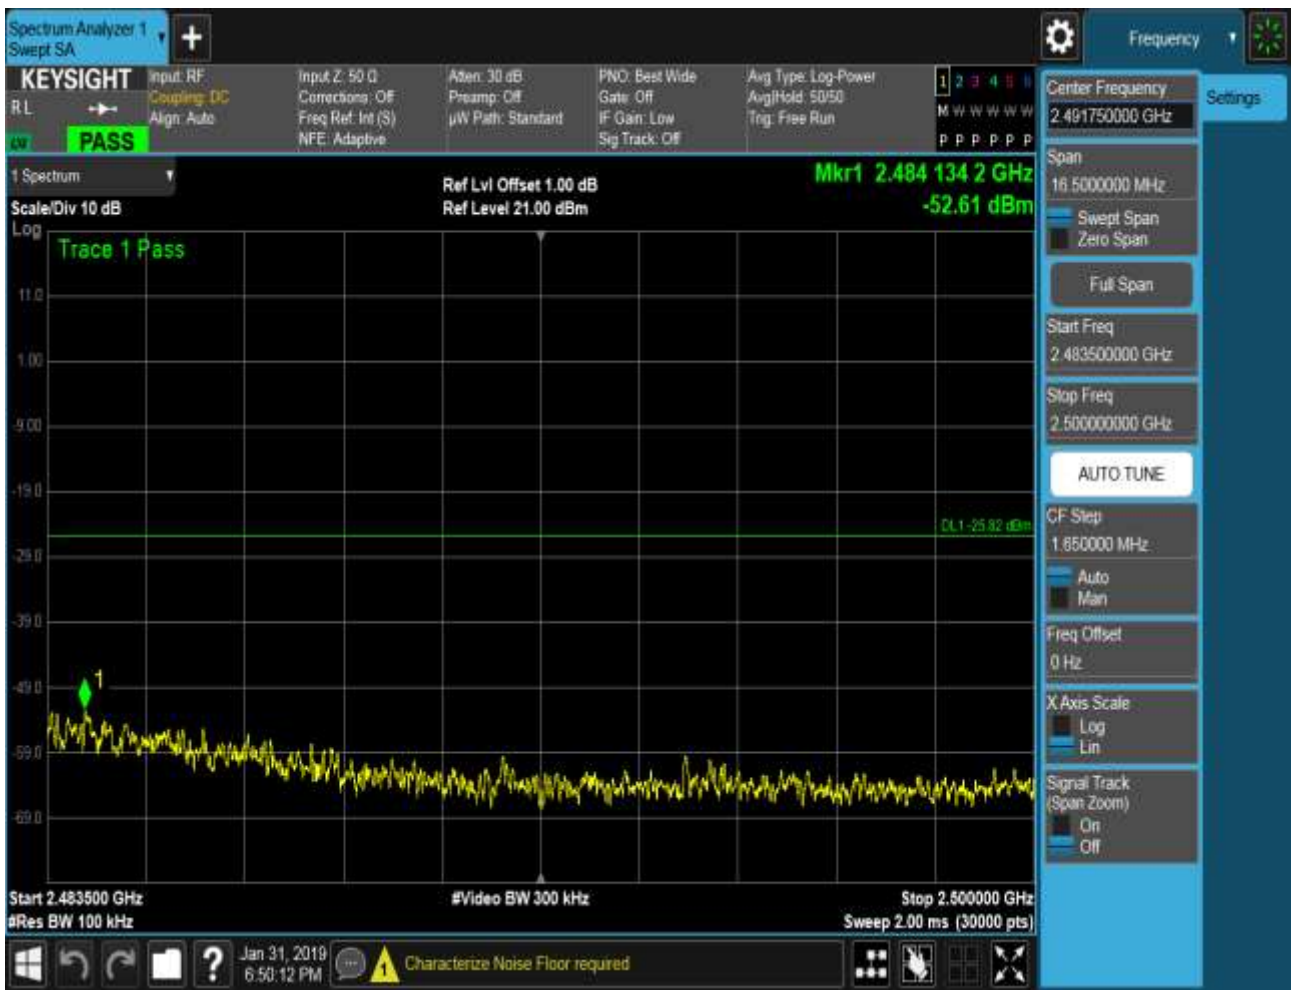 Spectrum Analyzer 1
Swept SA
+
Frequency
KEYSIGHT
RL
PASS
Input: RF
Coupling: DC
Align: Auto
Input Z: 50 Ω
Corrections: Off
Freq Ref: Int (S)
NFE: Adaptive
Atten: 30 dB
Preamp: Off
µW Path: Standard
PNO: Best Wide
Gate: Off
IF Gain: Low
Sig Track: Off
Avg Type: Log-Power
Avg|Hold: 50/50
Trig: Free Run
1 2 3 4 5 6
M W W W W W
P P P P P P
1 Spectrum
Scale/Div 10 dB
Log
Ref Lvl Offset 1.00 dB
Ref Level 21.00 dBm
Mkr1 2.484 134 2 GHz
-52.61 dBm
Trace 1 Pass
11.0
1.00
-9.00
-19.0
DL1 -25.82 dBm
-29.0
-39.0
-49.0
1
-59.0
-69.0
Start 2.483500 GHz
#Res BW 100 kHz
#Video BW 300 kHz
Stop 2.500000 GHz
Sweep 2.00 ms (30000 pts)
Center Frequency
2.491750000 GHz
Settings
Span
16.5000000 MHz
Swept Span
Zero Span
Full Span
Start Freq
2.483500000 GHz
Stop Freq
2.500000000 GHz
AUTO TUNE
CF Step
1.650000 MHz
Auto
Man
Freq Offset
0 Hz
X Axis Scale
Log
Lin
Signal Track
(Span Zoom)
On
Off
?
Jan 31, 2019
6:50:12 PM
1
Characterize Noise Floor required